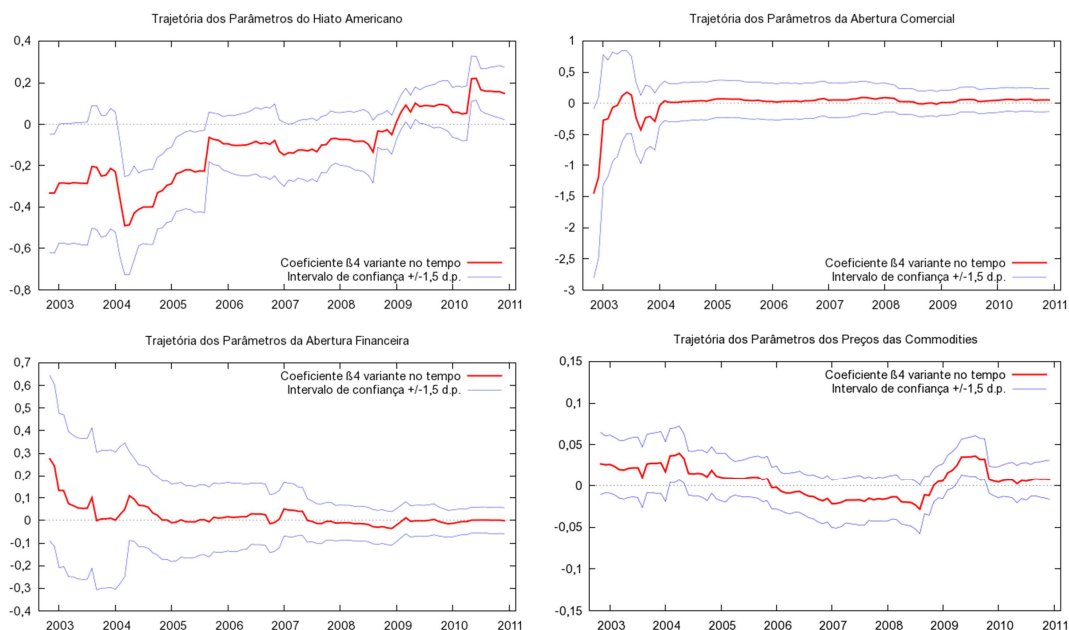 Trajetória dos Parâmetros do Hiato Americano
0,4
0,2
0
-0,2
-0,4
-0,6
-0,8
Coeficiente ß4 variante no tempo
Intervalo de confiança +/-1,5 d.p.
2003 2004 2005 2006 2007 2008 2009 2010 2011
Trajetória dos Parâmetros da Abertura Comercial
1
0,5
0
-0,5
-1
-1,5
-2
-2,5
-3
Coeficiente ß4 variante no tempo
Intervalo de confiança +/-1,5 d.p.
2003 2004 2005 2006 2007 2008 2009 2010 2011
Trajetória dos Parâmetros da Abertura Financeira
0,7
0,6
0,5
0,4
0,3
0,2
0,1
0
-0,1
-0,2
-0,3
-0,4
Coeficiente ß4 variante no tempo
Intervalo de confiança +/-1,5 d.p.
2003 2004 2005 2006 2007 2008 2009 2010 2011
Trajetória dos Parâmetros dos Preços das Commodities
0,15
0,1
0,05
0
-0,05
-0,1
-0,15
Coeficiente ß4 variante no tempo
Intervalo de confiança +/-1,5 d.p.
2003 2004 2005 2006 2007 2008 2009 2010 2011